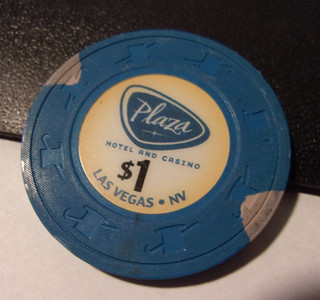 Plaza
HOTEL AND CASINO
$1
LAS VEGAS • NV